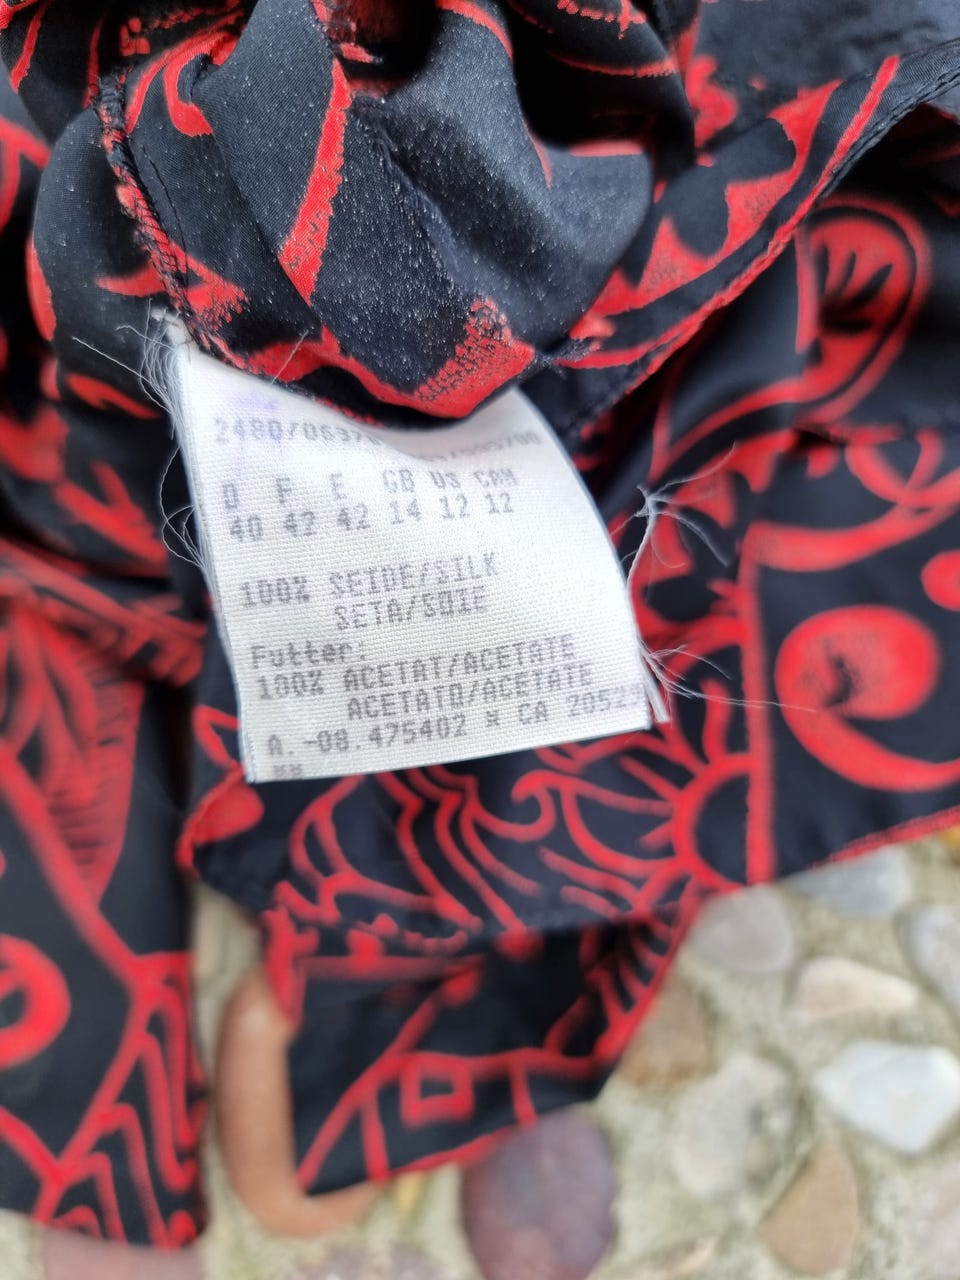 D F E GB US CAN
40 42 42 14 12 12
100% SEIDE/SILK
SETA/SOIE
Futter:
100% ACETAT/ACETATE
ACETATO/ACETATE
A.-08.475402 * CA